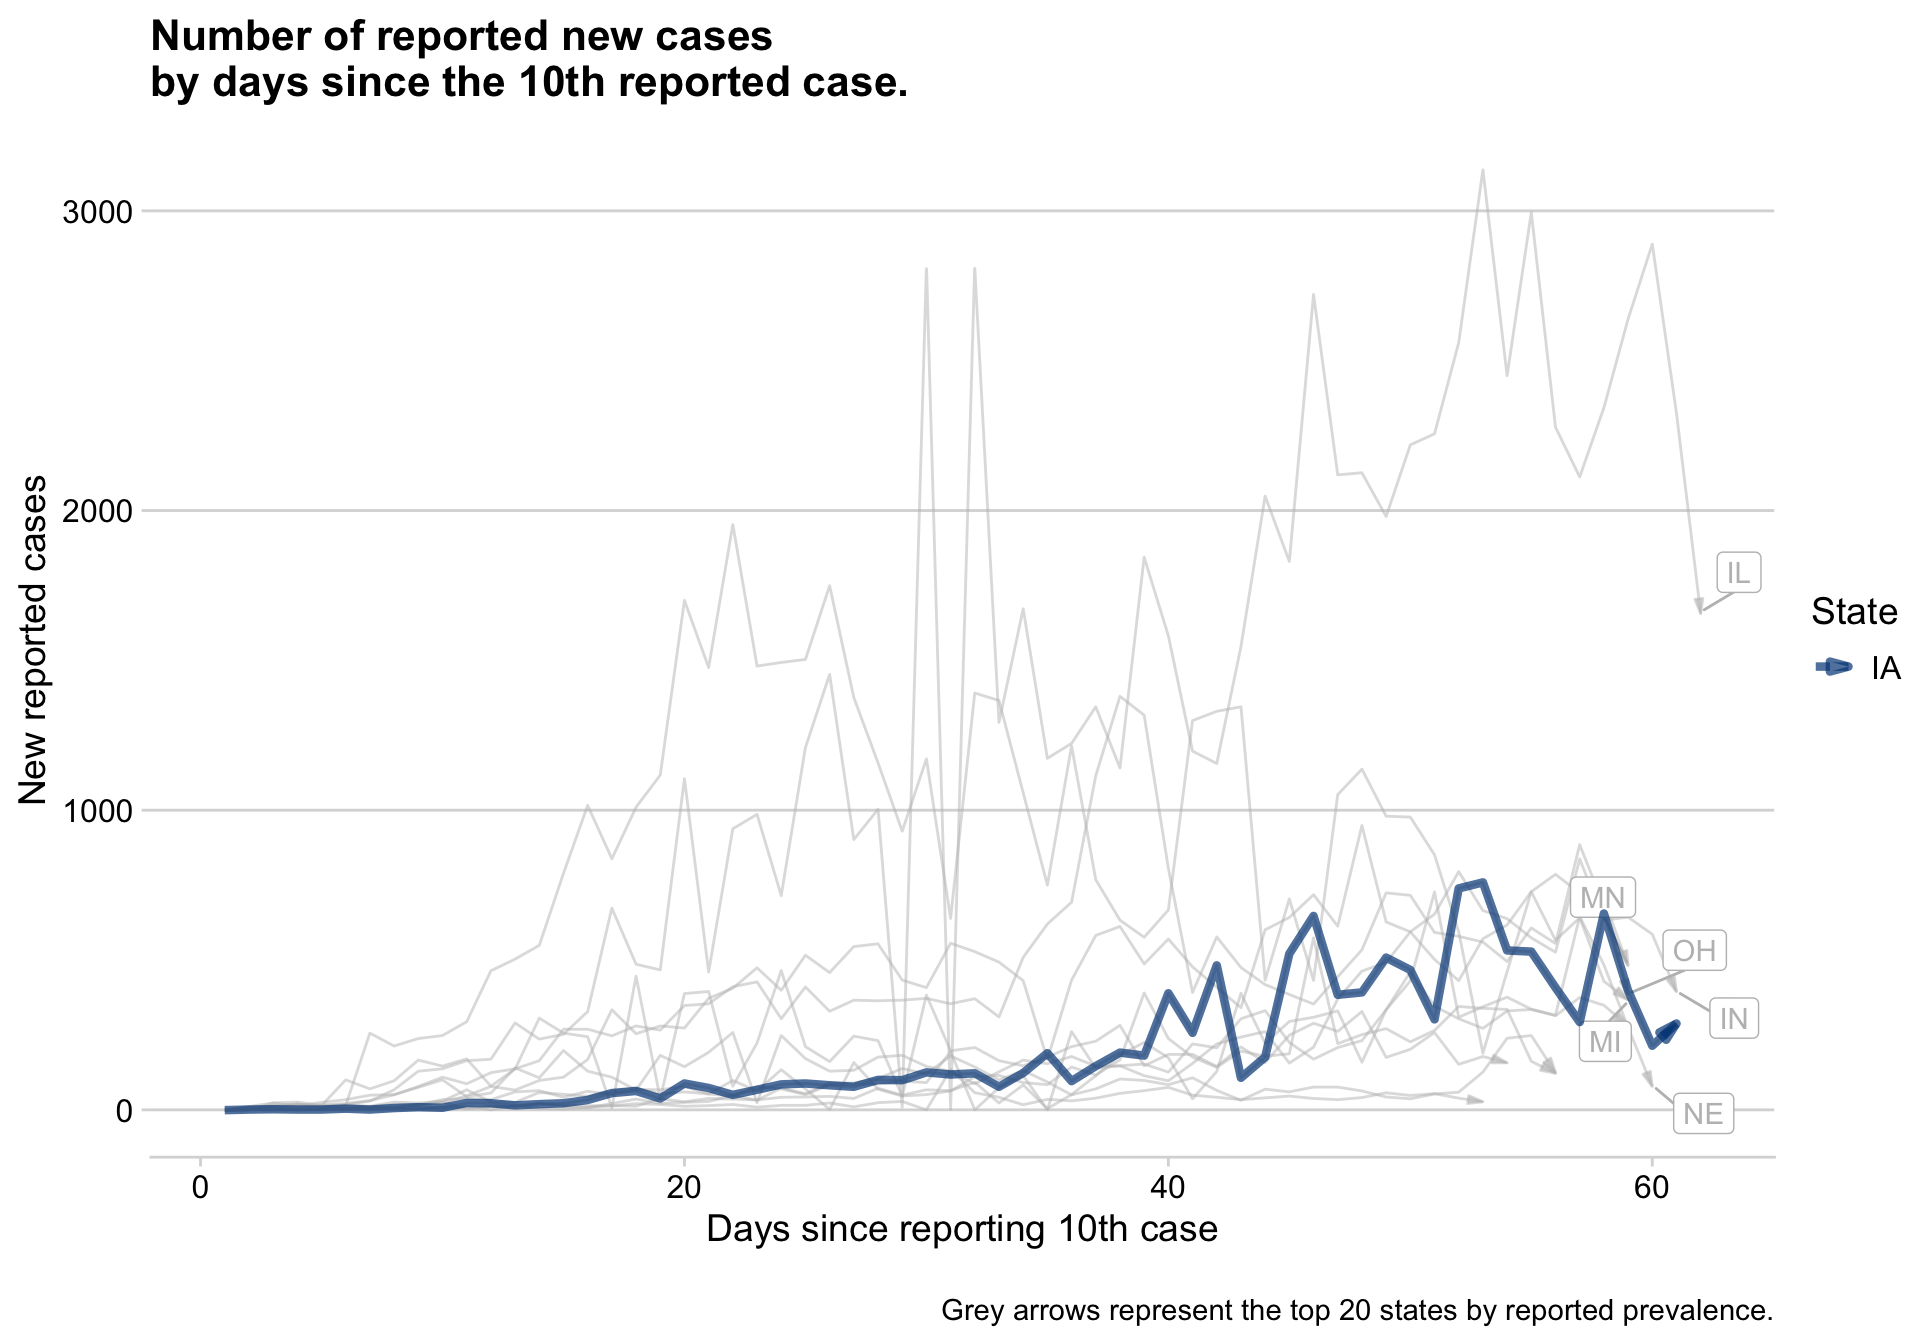 Number of reported new cases
by days since the 10th reported case.
New reported cases
3000
2000
1000
0
0
20
40
60
Days since reporting 10th case
IL
MN
OH
IN
MI
NE
State
IA
Grey arrows represent the top 20 states by reported prevalence.